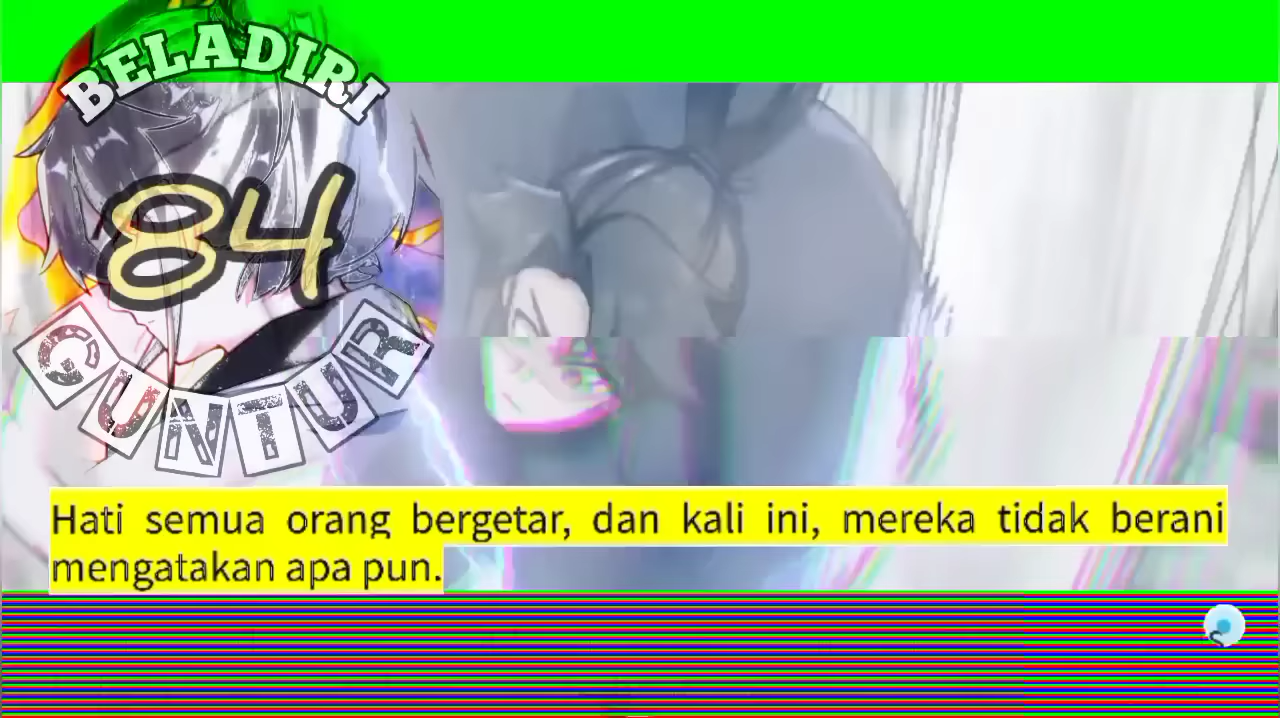 BELADIRI
84
GUNTUR
Hati semua orang bergetar, dan kali ini, mereka tidak berani
mengatakan apa pun.